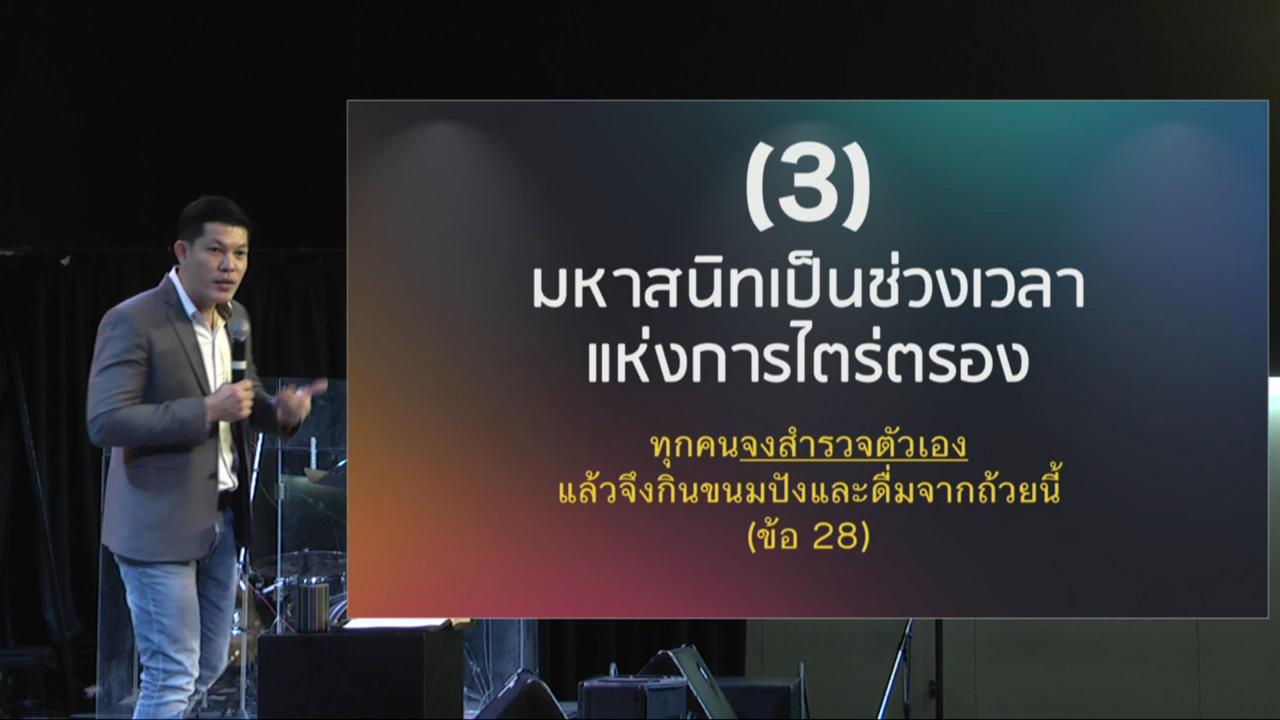 (3)
มหาสนิทเป็นช่วงเวลา
แห่งการไตร่ตรอง
ทุกคนจงสำรวจตัวเอง
แล้วจึงกินขนมปังและดื่มจากถ้วยนี้
(ข้อ 28)